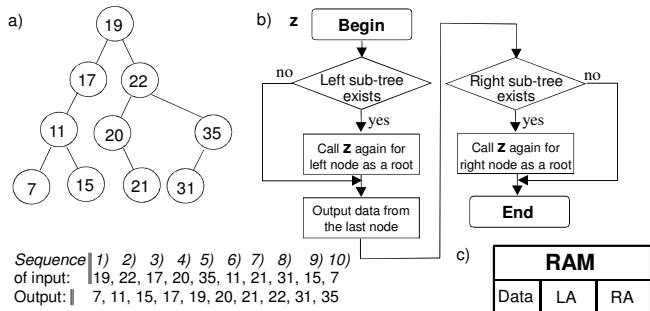 a)
19
17
22
11
20
35
7
15
21
31
b) z
Begin
no
Left sub-tree
exists
yes
Call z again for
left node as a root
Output data from
the last node
Right sub-tree
exists
no
yes
Call z again for
right node as a root
End
Sequence 1) 2) 3) 4) 5) 6) 7) 8) 9) 10)
of input: 19, 22, 17, 20, 35, 11, 21, 31, 15, 7
Output: 7, 11, 15, 17, 19, 20, 21, 22, 31, 35
c)
RAM
Data LA RA